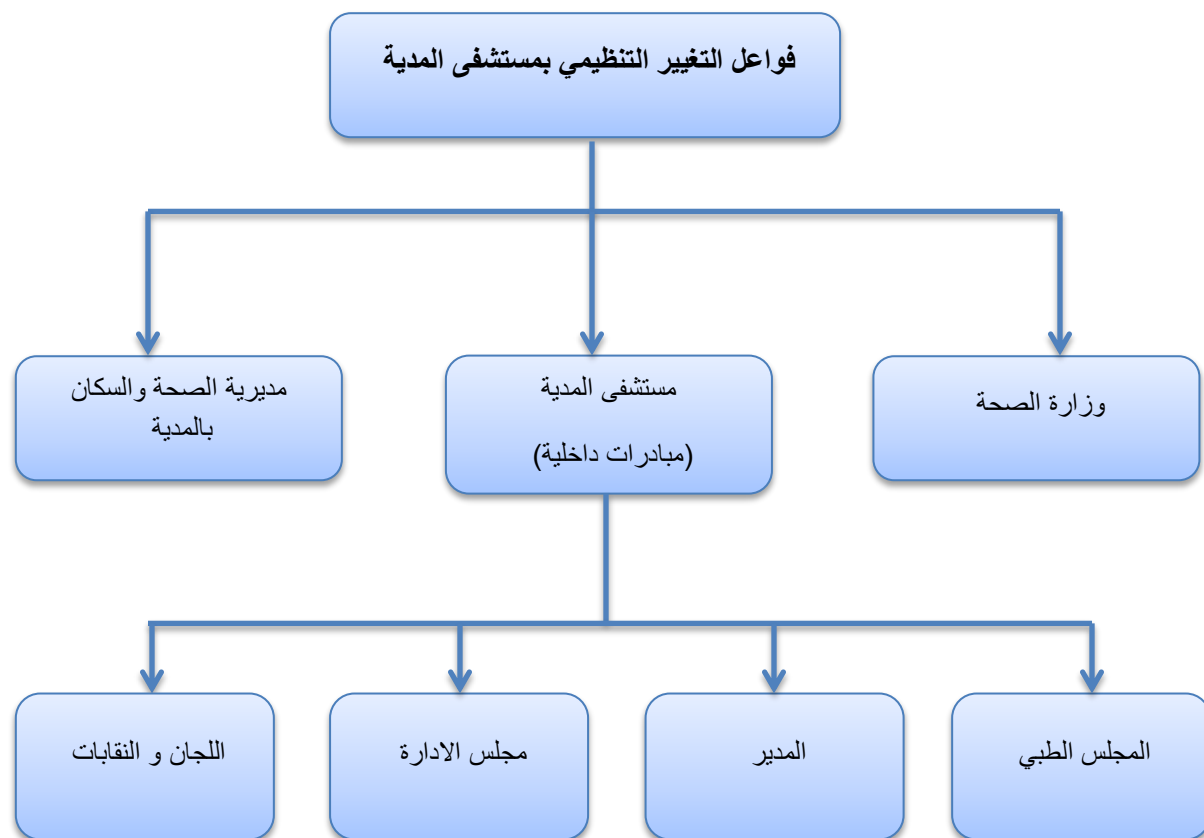 فواعل التغيير التنظيمي بمستشفى المدية
وزارة الصحة
مستشفى المدية
(مبادرات داخلية)
مديرية الصحة والسكان
بالمدية
المجلس الطبي
المدير
مجلس الادارة
اللجان و النقابات